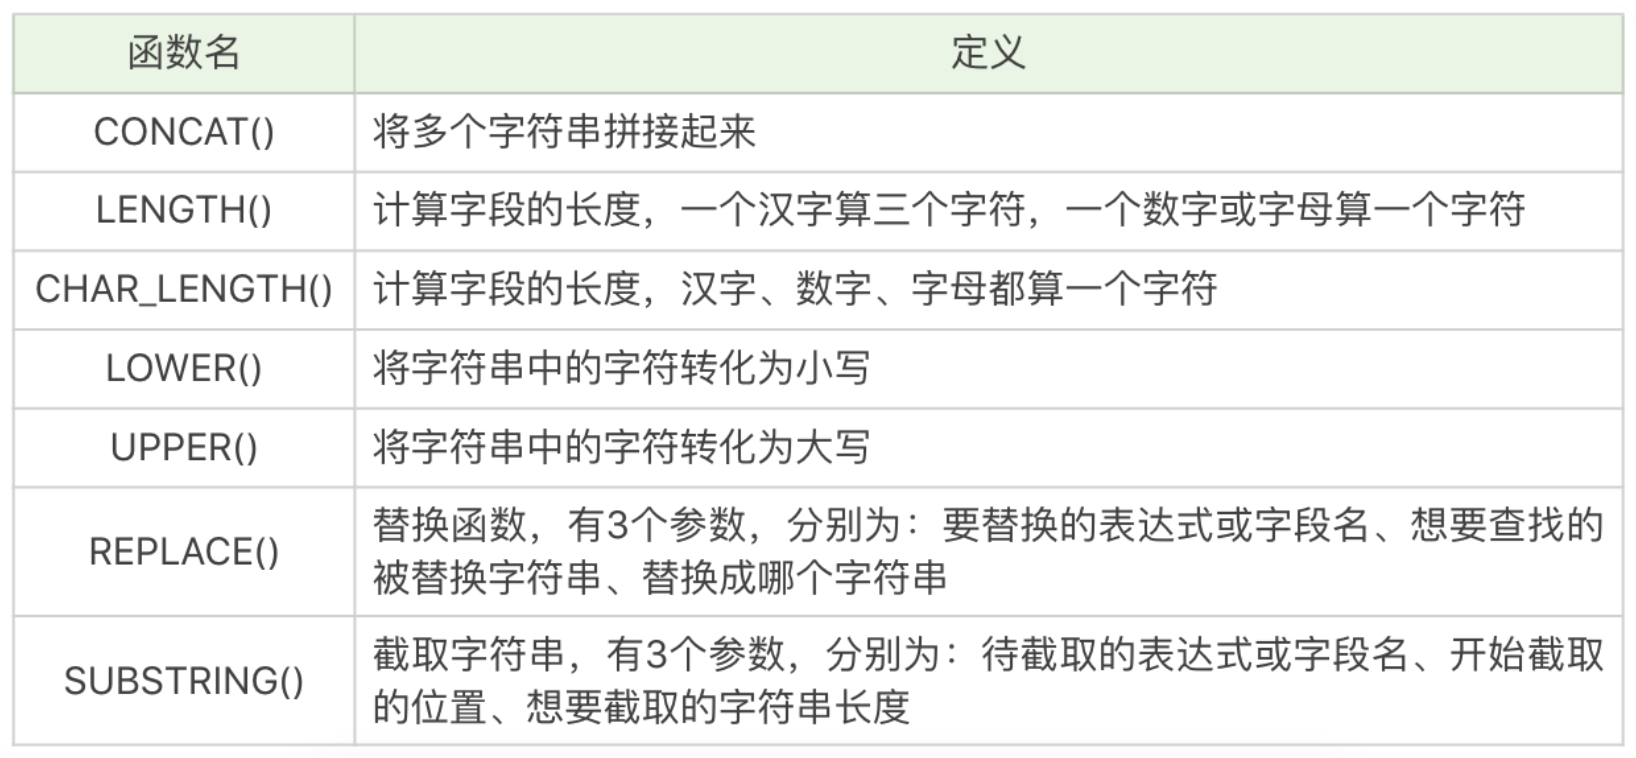 函数名 定义
CONCAT() 将多个字符串拼接起来
LENGTH() 计算字段的长度，一个汉字算三个字符，一个数字或字母算一个字符
CHAR_LENGTH() 计算字段的长度，汉字、数字、字母都算一个字符
LOWER() 将字符串中的字符转化为小写
UPPER() 将字符串中的字符转化为大写
REPLACE() 替换函数，有3个参数，分别为：要替换的表达式或字段名、想要查找的
被替换字符串、替换成哪个字符串
SUBSTRING() 截取字符串，有3个参数，分别为：待截取的表达式或字段名、开始截取
的位置、想要截取的字符串长度